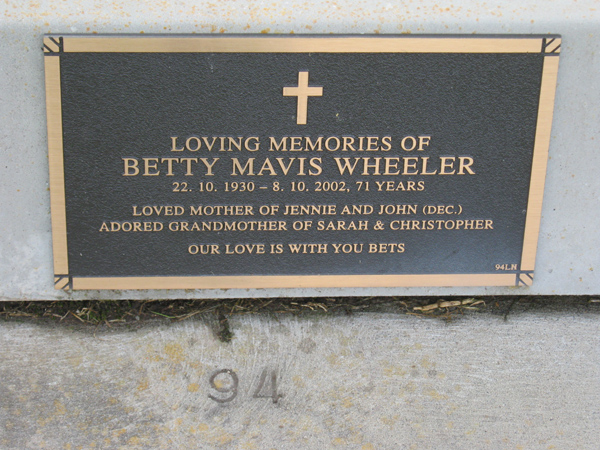 LOVING MEMORIES OF
BETTY MAVIS WHEELER
22. 10. 1930 – 8. 10. 2002, 71 YEARS
LOVED MOTHER OF JENNIE AND JOHN (DEC.)
ADORED GRANDMOTHER OF SARAH & CHRISTOPHER
OUR LOVE IS WITH YOU BETS
94L.N
94